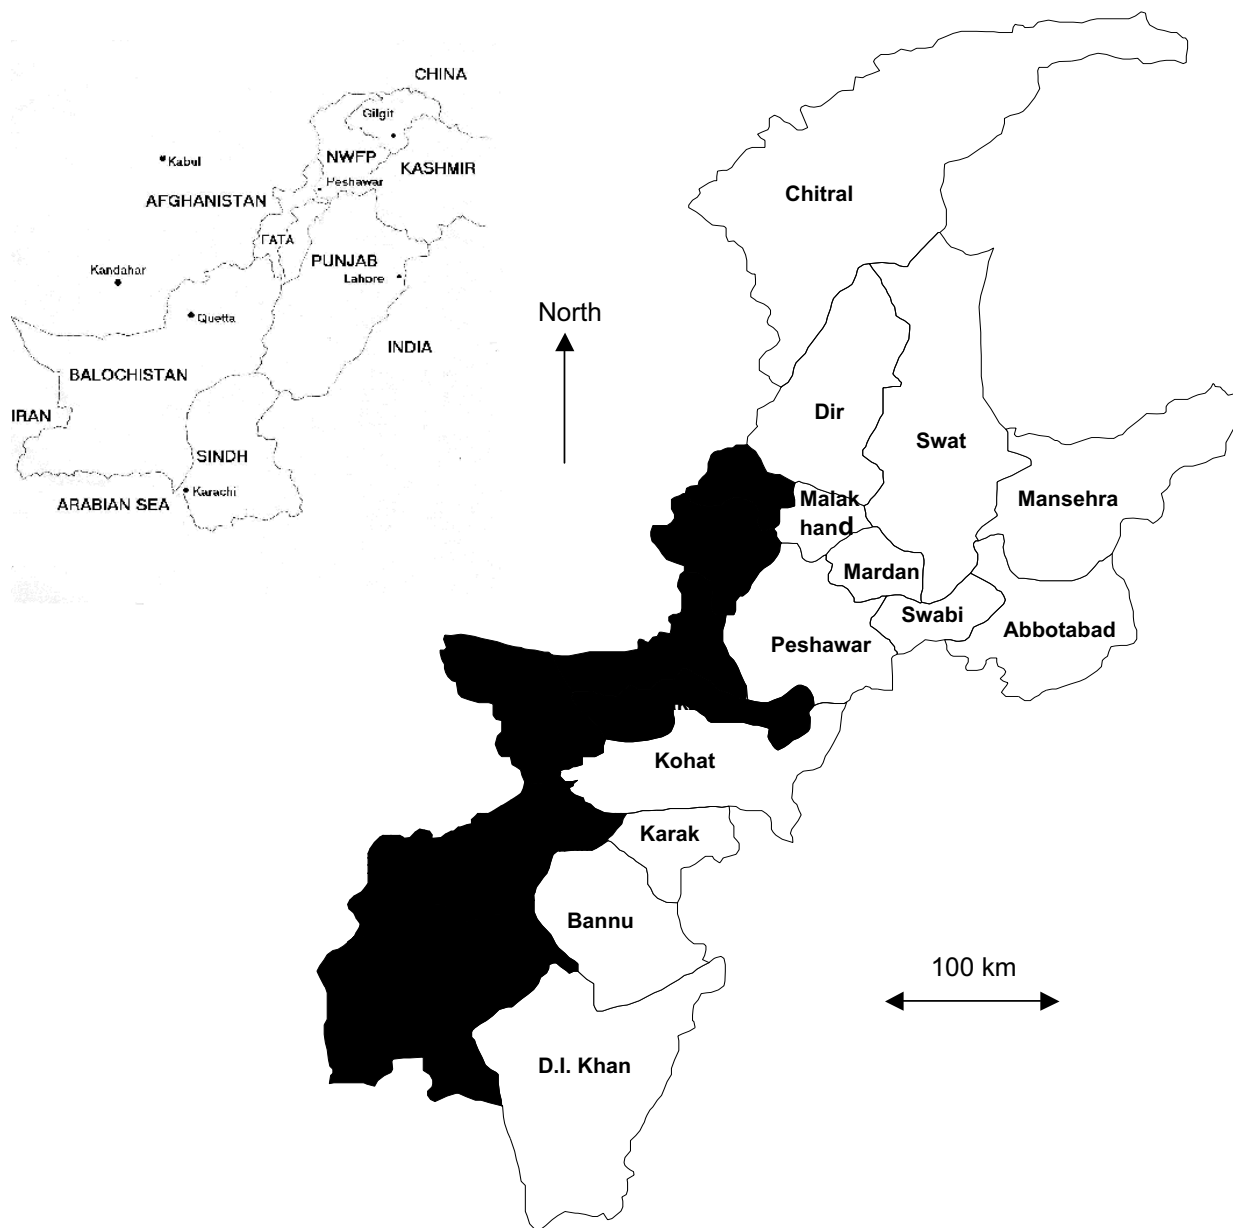 CHINA
Gilgit
NWFP
KASHMIR
Kabul
Peshawar
AFGHANISTAN
FATA
PUNJAB
Lahore
Kandahar
Quetta
INDIA
BALOCHISTAN
IRAN
SINDH
Karachi
ARABIAN SEA
North
Chitral
Dir
Swat
Malak
hand
Mansehra
Mardan
Swabi
Abbotabad
Peshawar
Kohat
Karak
Bannu
100 km
D.I. Khan